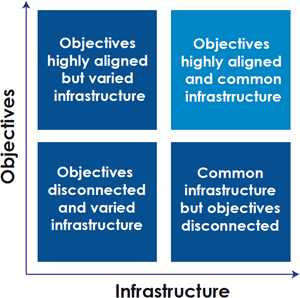 Objectives
Objectives
highly aligned
but varied
infrastructure
Objectives
highly aligned
and common
infrastrructure
Objectives
disconnected
and varied
infrastructure
Common
infrastructure
but objectives
disconnected
Infrastructure